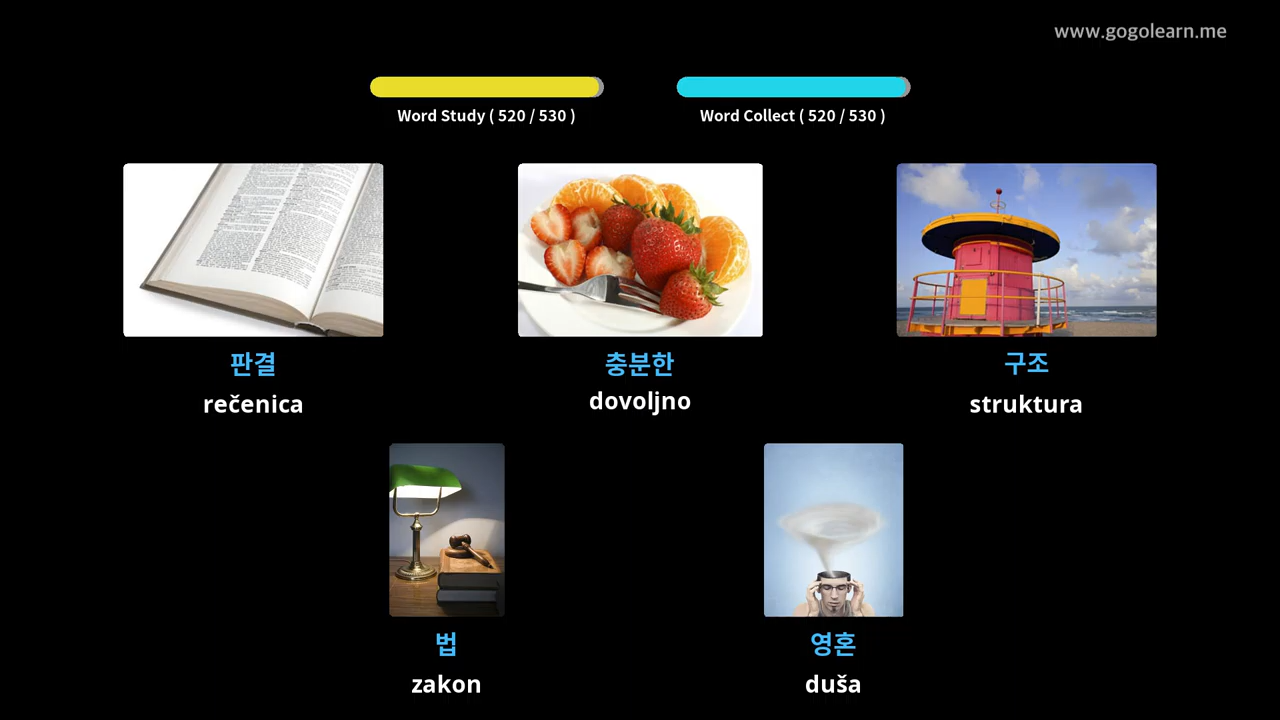 www.gogolearn.me
Word Study ( 520 / 530 )
Word Collect ( 520 / 530 )
판결
충분한
구조
rečenica
dovoljno
struktura
법
영혼
zakon
duša